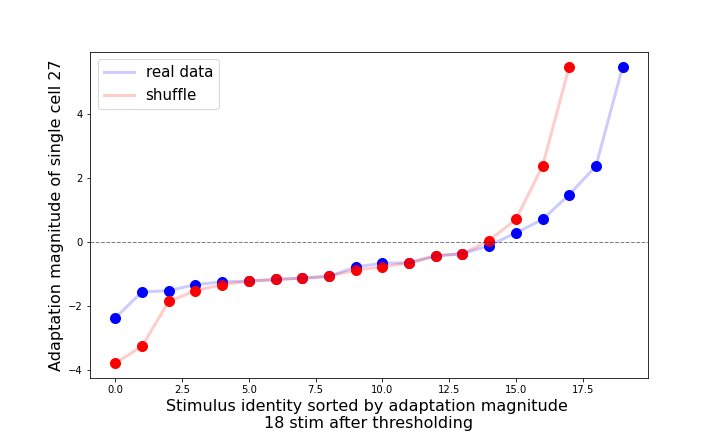 real data
shuffle
Adaptation magnitude of single cell 27
4
2
0
−2
−4
0.0 2.5 5.0 7.5 10.0 12.5 15.0 17.5
Stimulus identity sorted by adaptation magnitude
18 stim after thresholding